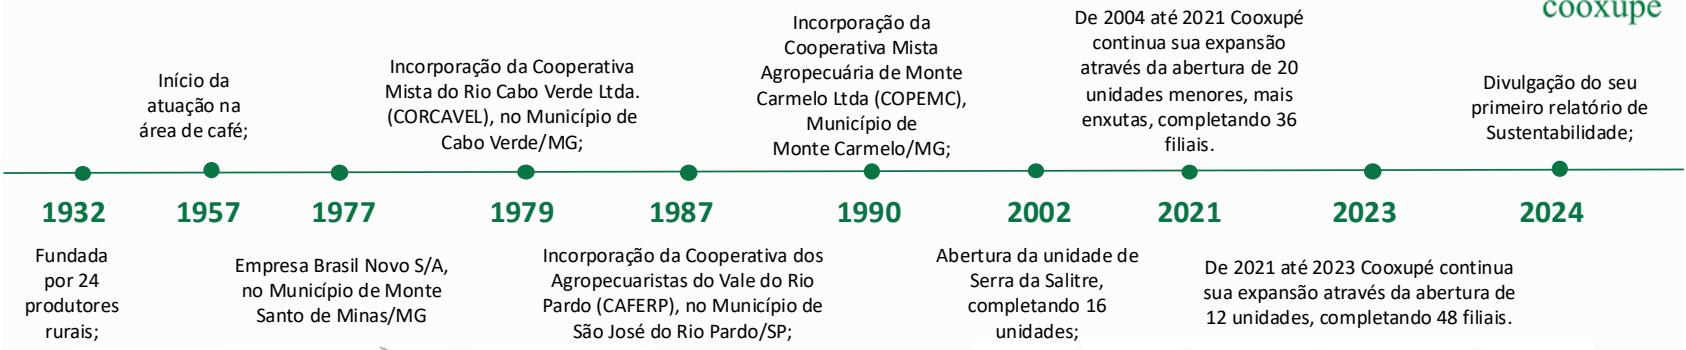 cooxupé
Início da
atuação na
área de café;
Incorporação da Cooperativa
Mista do Rio Cabo Verde Ltda.
(CORCAVEL), no Município de
Cabo Verde/MG;
Incorporação da
Cooperativa Mista
Agropecuária de Monte
Carmelo Ltda (COPEMC),
Município de
Monte Carmelo/MG;
De 2004 até 2021 Cooxupé
continua sua expansão
através da abertura de 20
unidades menores, mais
enxutas, completando 36
filiais.
Divulgação do seu
primeiro relatório de
Sustentabilidade;
1932 1957 1977 1979 1987 1990 2002 2021 2023 2024
Fundada
por 24
produtores
rurais;
Empresa Brasil Novo S/A,
no Município de Monte
Santo de Minas/MG
Incorporação da Cooperativa dos
Agropecuaristas do Vale do Rio
Pardo (CAFERP), no Município de
São José do Rio Pardo/SP;
Abertura da unidade de
Serra da Salitre,
completando 16
unidades;
De 2021 até 2023 Cooxupé continua
sua expansão através da abertura de
12 unidades, completando 48 filiais.